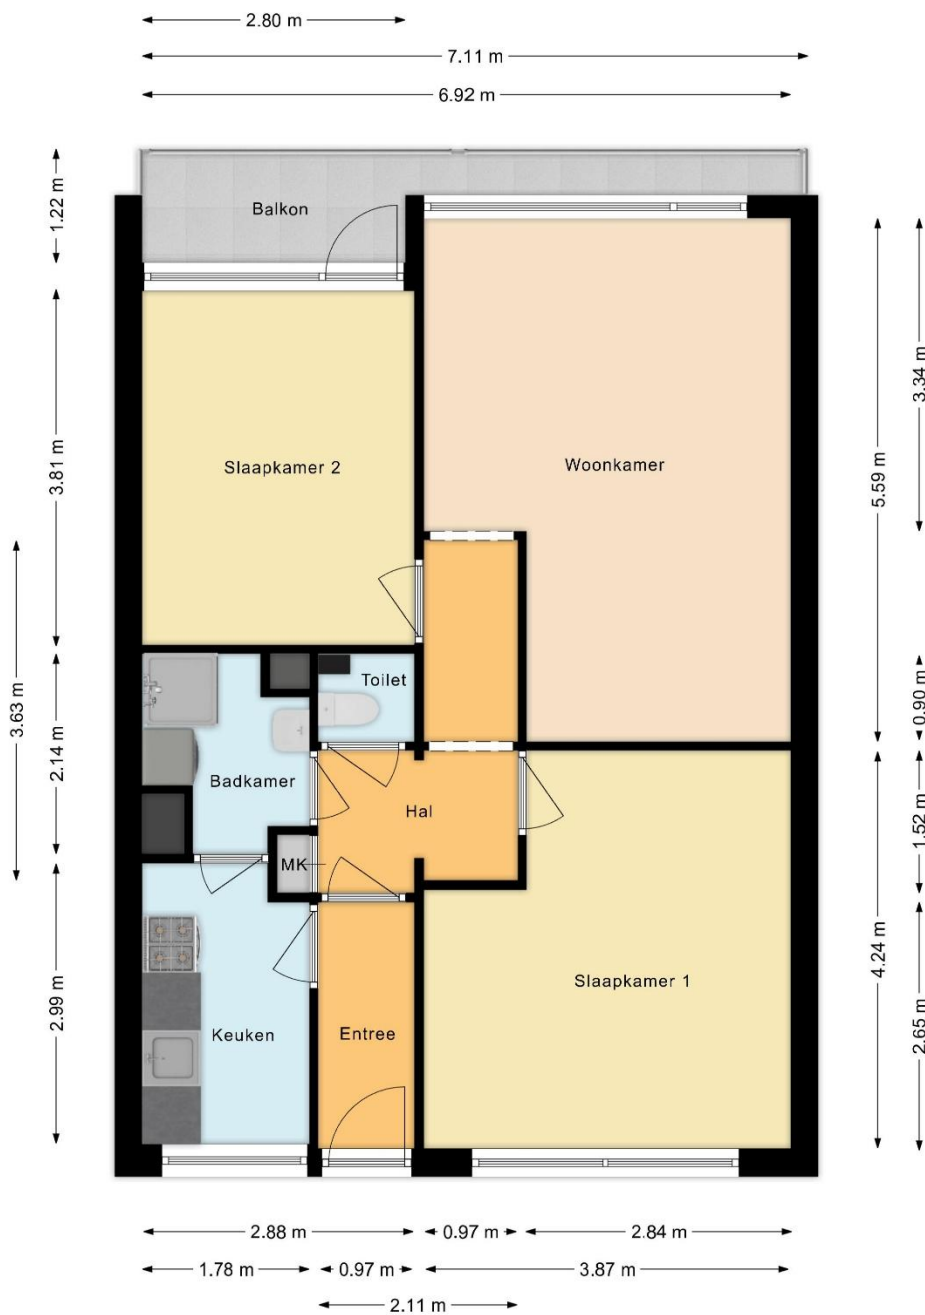 2.80 m
7.11 m
6.92 m
1.22 m
Balkon
3.34 m
3.81 m
Slaapkamer 2
Woonkamer
5.59 m
3.63 m
2.14 m
Toilet
0.90 m
Badkamer
Hal
1.52 m
MK
2.99 m
Keuken
Entree
Slaapkamer 1
4.24 m
2.65 m
2.88 m
0.97 m
2.84 m
1.78 m
0.97 m
3.87 m
2.11 m